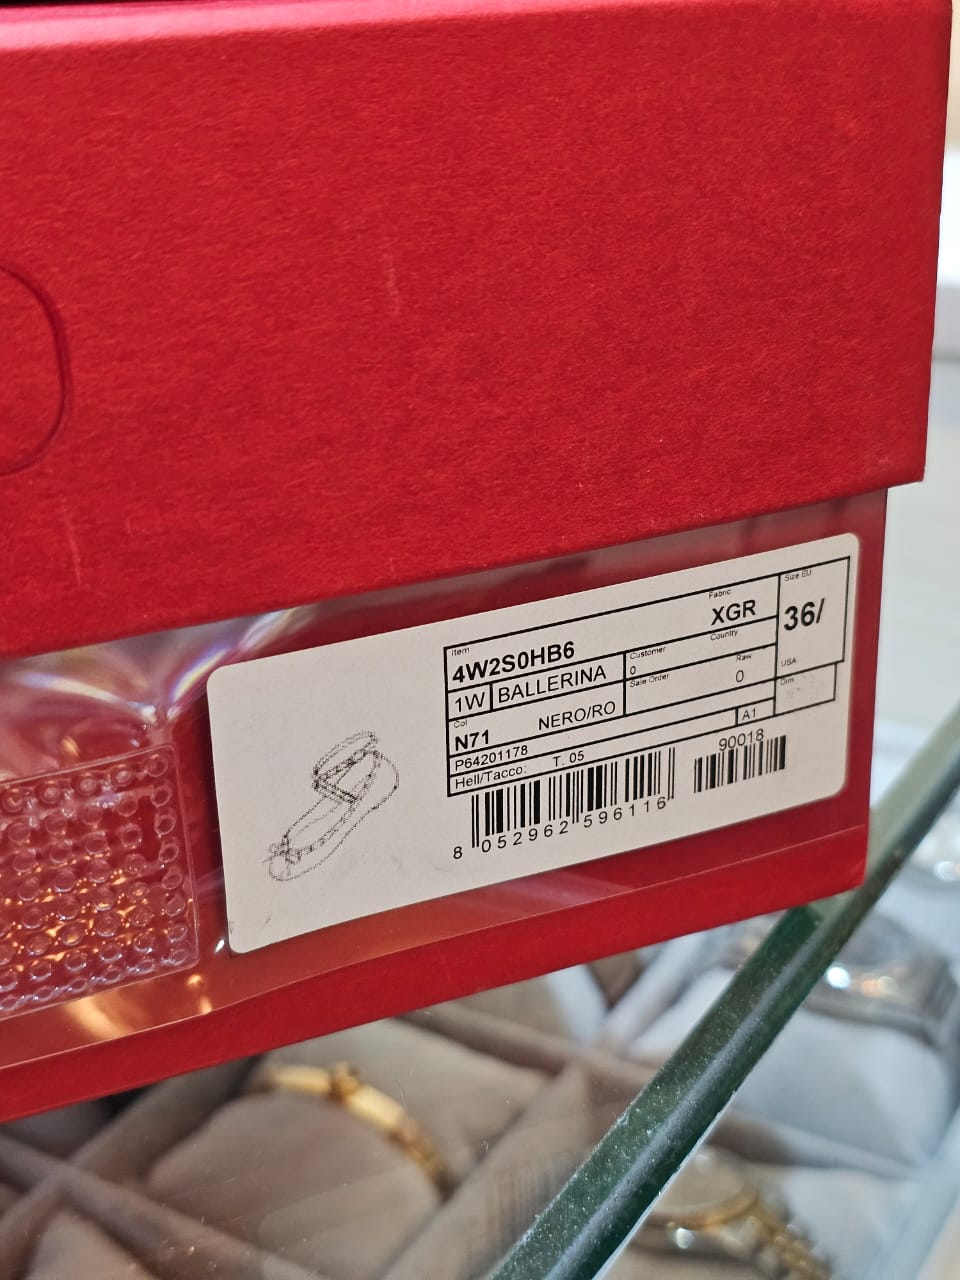 Item
4W2S0HB6
Fabric
XGR
Size EU
36/
1W BALLERINA
Customer
0
Country
Col
N71 NERO/RO
Sale Order
Raw
0
USA
Dim
P64201178
A1
Hell/Tacco: T. 05
90018
8 052962 596116